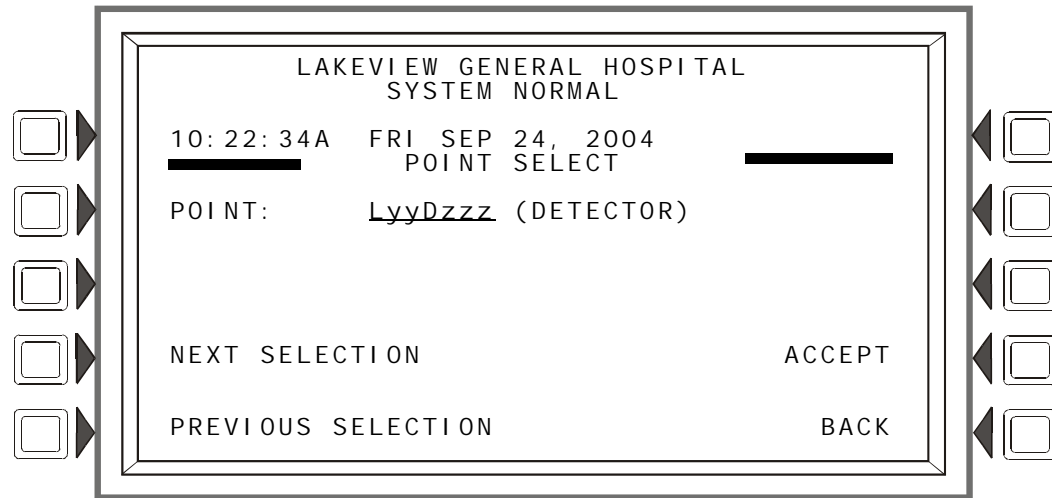 LAKEVIEW GENERAL HOSPITAL
SYSTEM NORMAL
10:22:34A FRI SEP 24, 2004
POINT SELECT
POINT: LyyDzzz (DETECTOR)
NEXT SELECTION ACCEPT
PREVIOUS SELECTION BACK